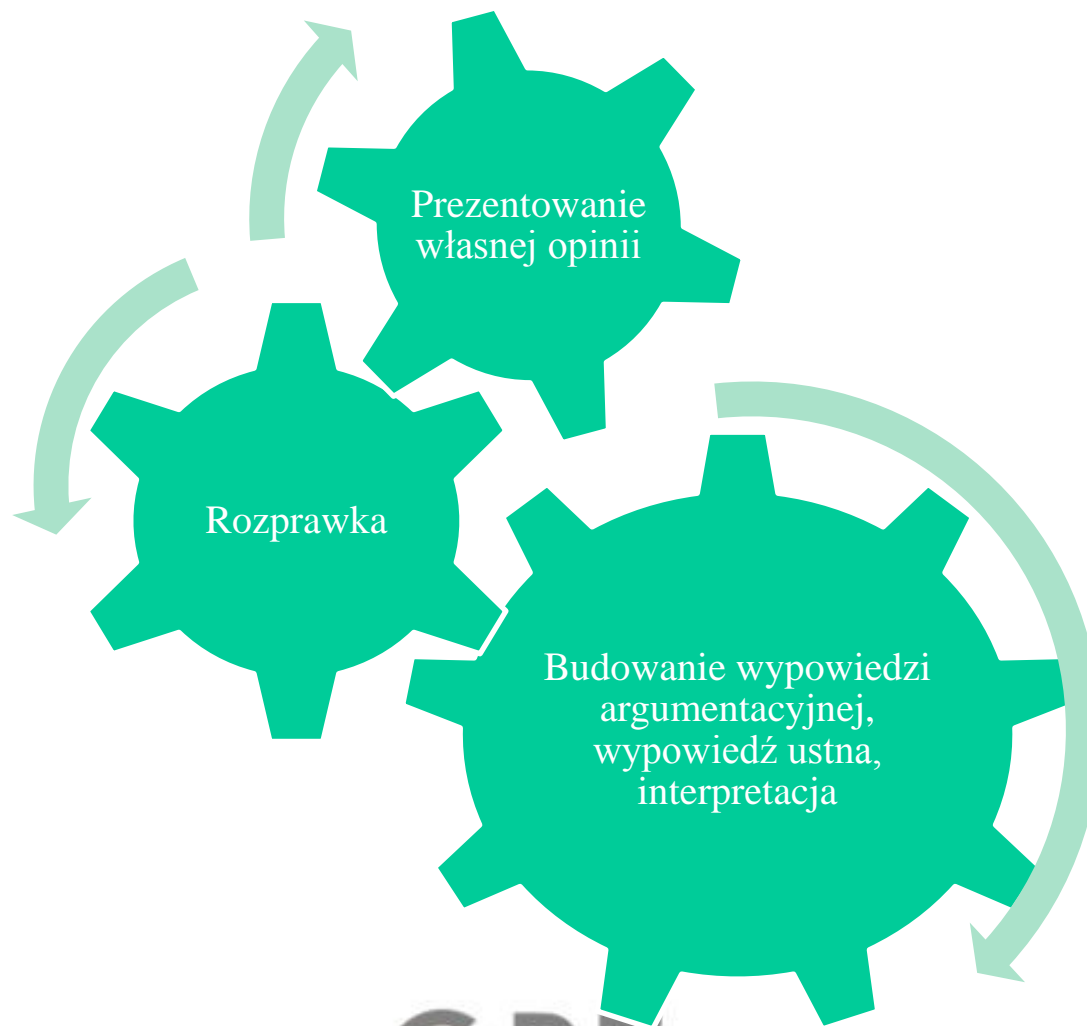 Prezentowanie
własnej opinii
Rozprawka
Budowanie wypowiedzi
argumentacyjnej,
wypowiedź ustna,
interpretacja